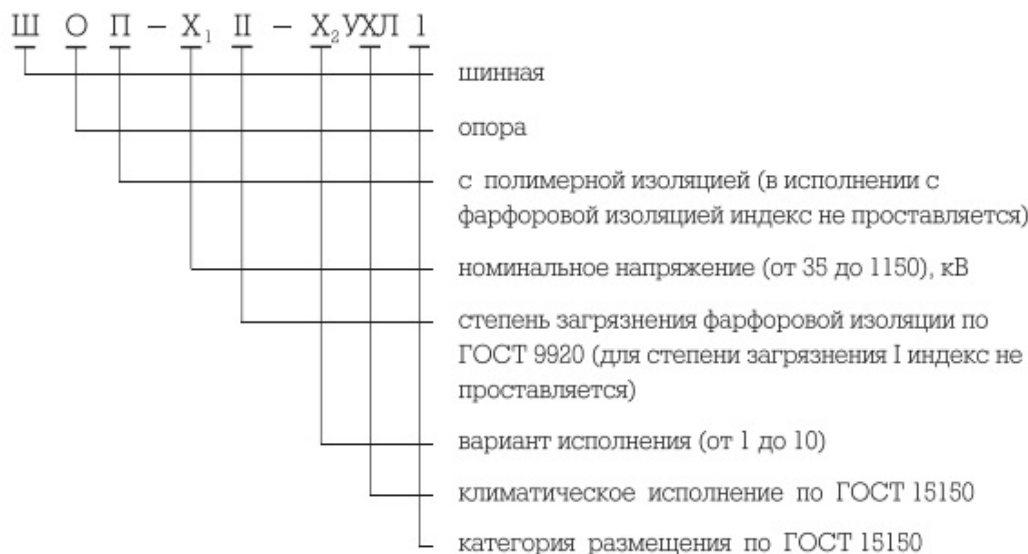 Ш О П – X₁ II – X₂ УХЛ 1
шинная
опора
с полимерной изоляцией (в исполнении с
фарфоровой изоляцией индекс не проставляется)
номинальное напряжение (от 35 до 1150), кВ
степень загрязнения фарфоровой изоляции по
ГОСТ 9920 (для степени загрязнения I индекс не
проставляется)
вариант исполнения (от 1 до 10)
климатическое исполнение по ГОСТ 15150
категория размещения по ГОСТ 15150